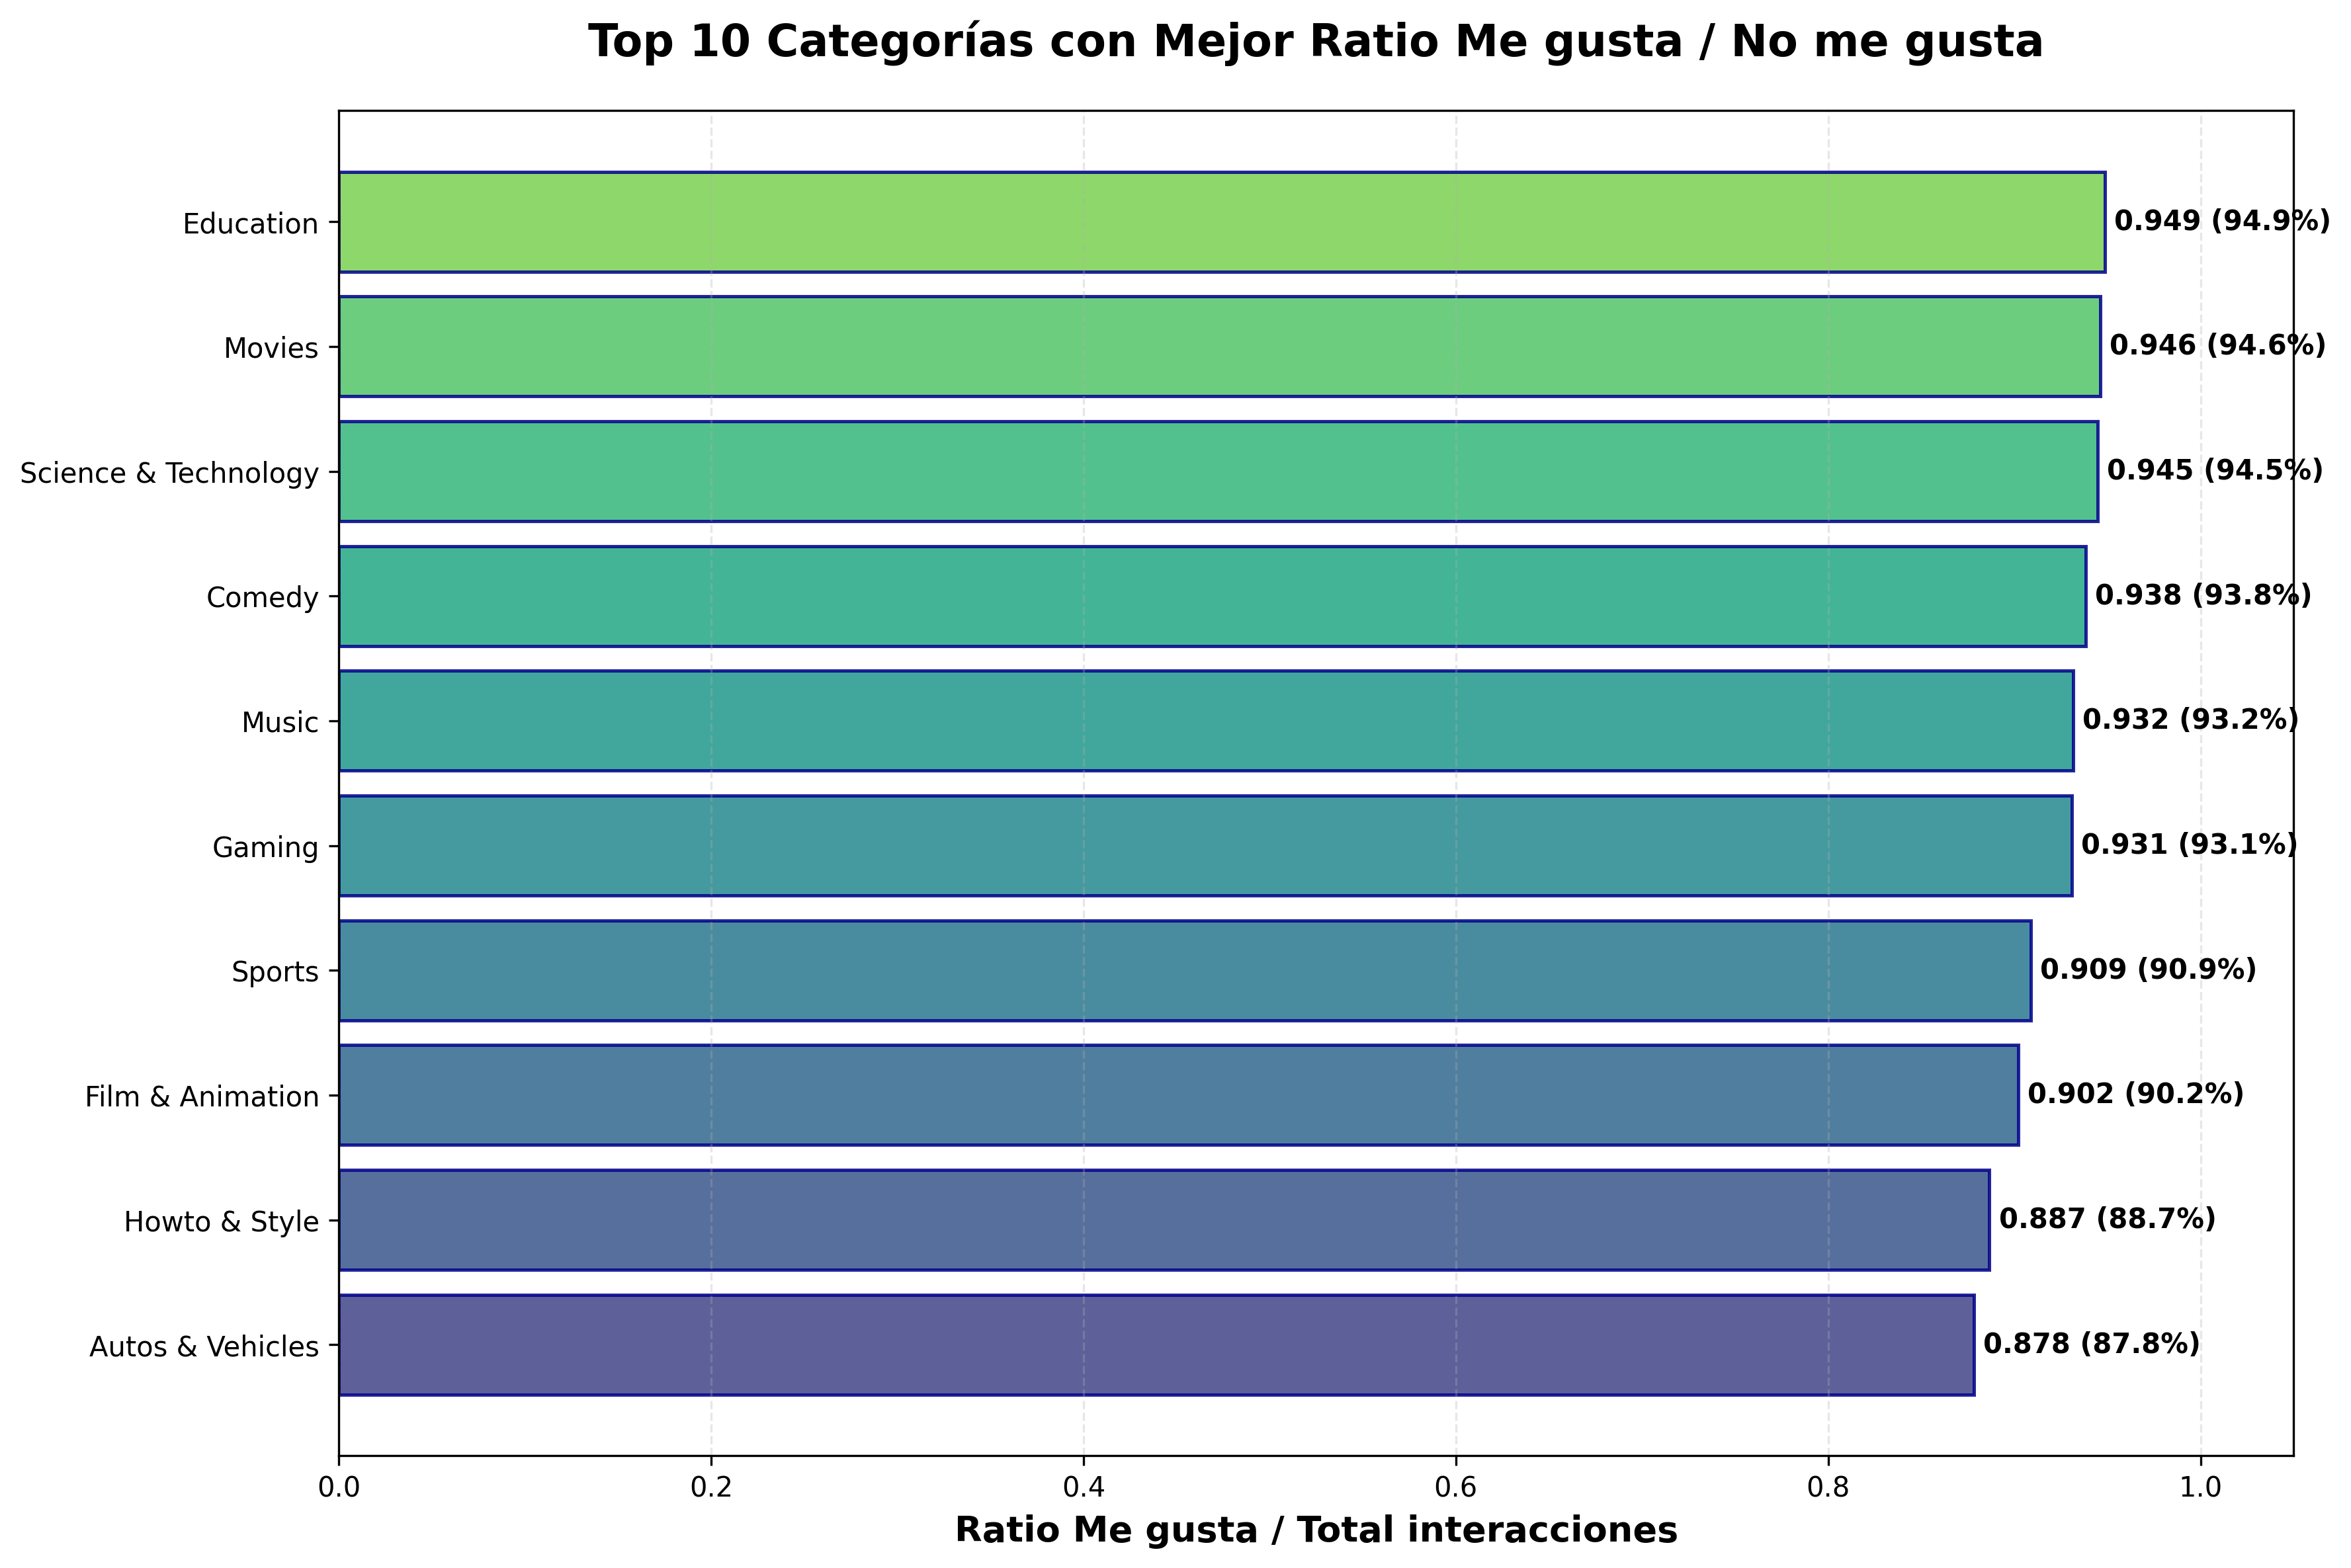 Top 10 Categorías con Mejor Ratio Me gusta / No me gusta
Education 0.949 (94.9%)
Movies 0.946 (94.6%)
Science & Technology 0.945 (94.5%)
Comedy 0.938 (93.8%)
Music 0.932 (93.2%)
Gaming 0.931 (93.1%)
Sports 0.909 (90.9%)
Film & Animation 0.902 (90.2%)
Howto & Style 0.887 (88.7%)
Autos & Vehicles 0.878 (87.8%)
0.0 0.2 0.4 0.6 0.8 1.0
Ratio Me gusta / Total interacciones